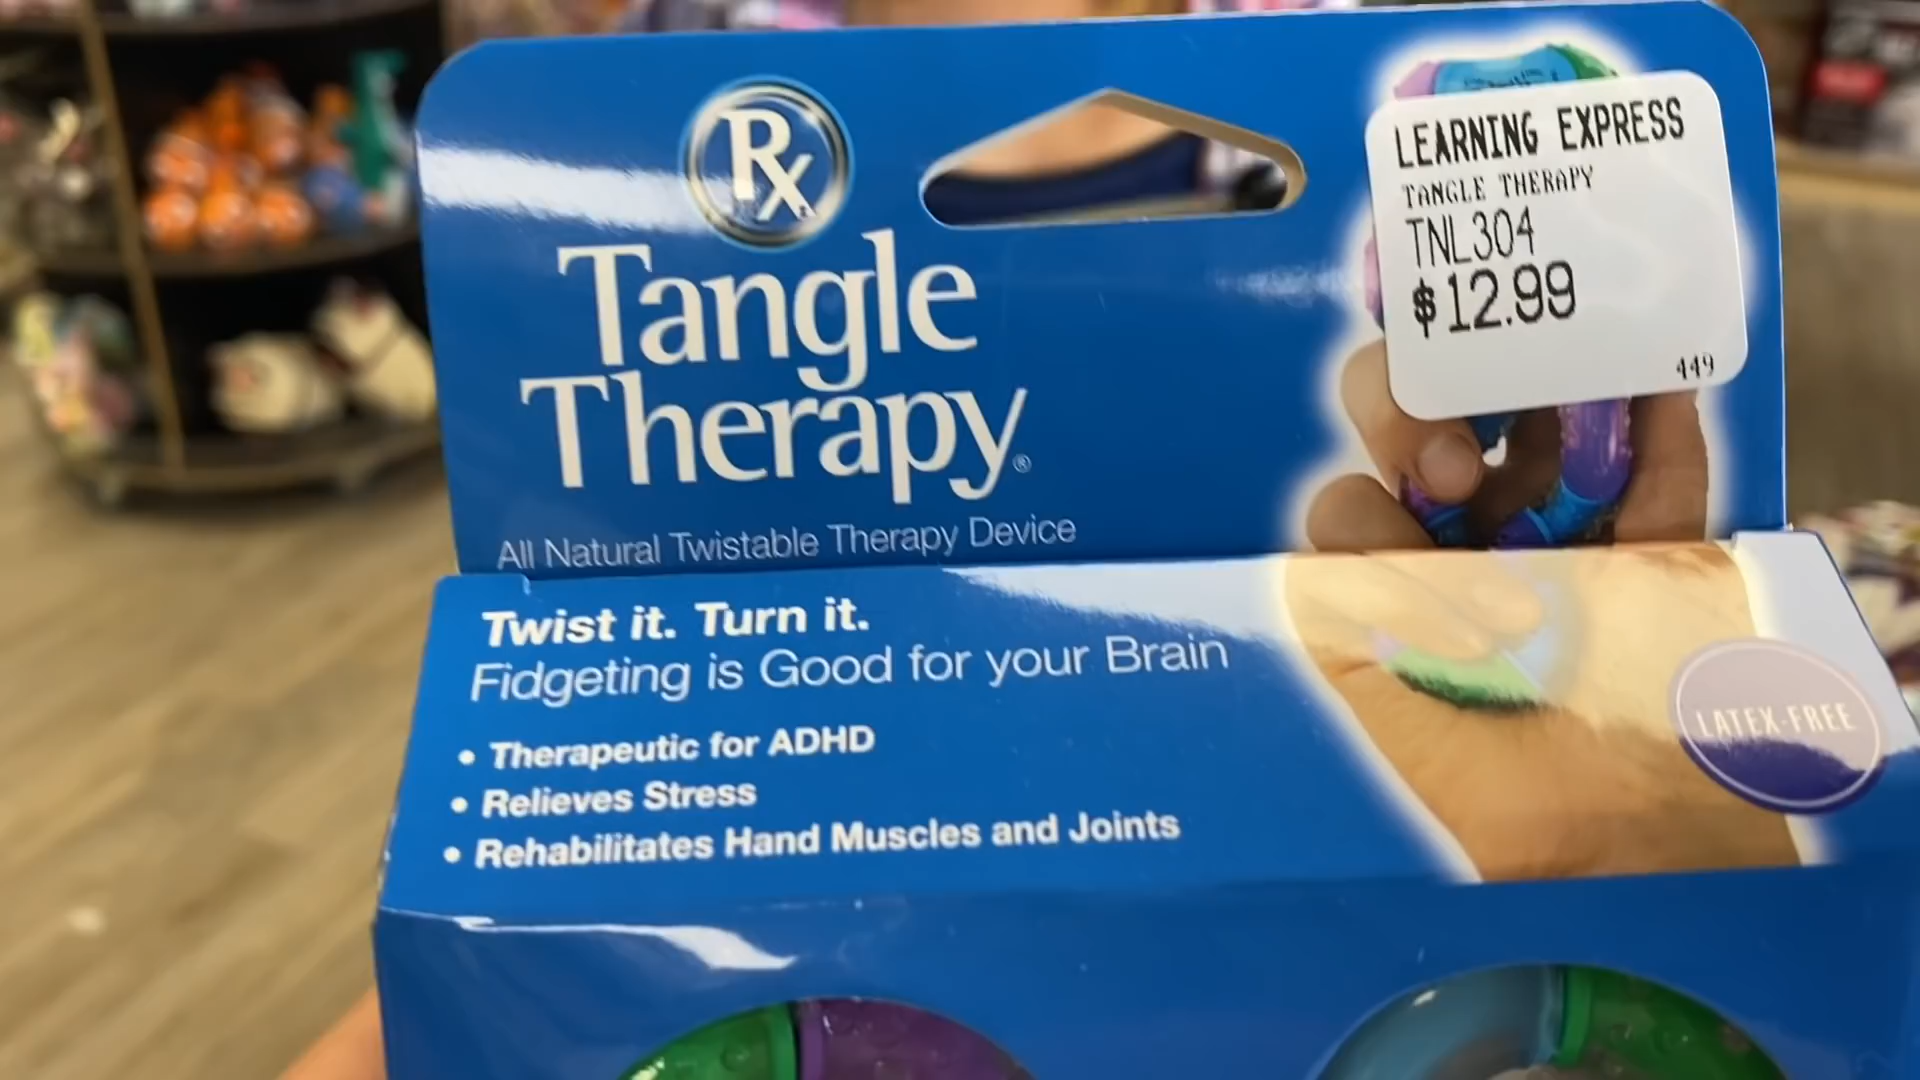 Rx
Tangle
Therapy®
All Natural Twistable Therapy Device
LEARNING EXPRESS
TANGLE THERAPY
TNL304
$12.99
449
Twist it. Turn it.
Fidgeting is Good for your Brain
• Therapeutic for ADHD
• Relieves Stress
• Rehabilitates Hand Muscles and Joints
LATEX-FREE